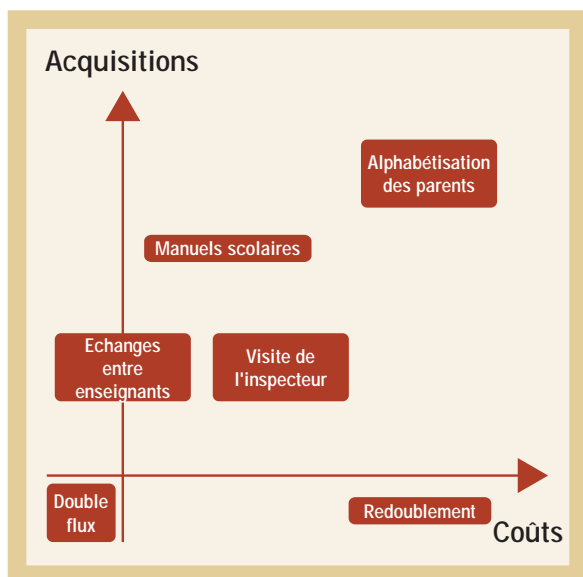 Acquisitions
Alphabétisation
des parents
Manuels scolaires
Echanges
entre
enseignants
Visite de
l'inspecteur
Double
flux
Redoublement
Coûts